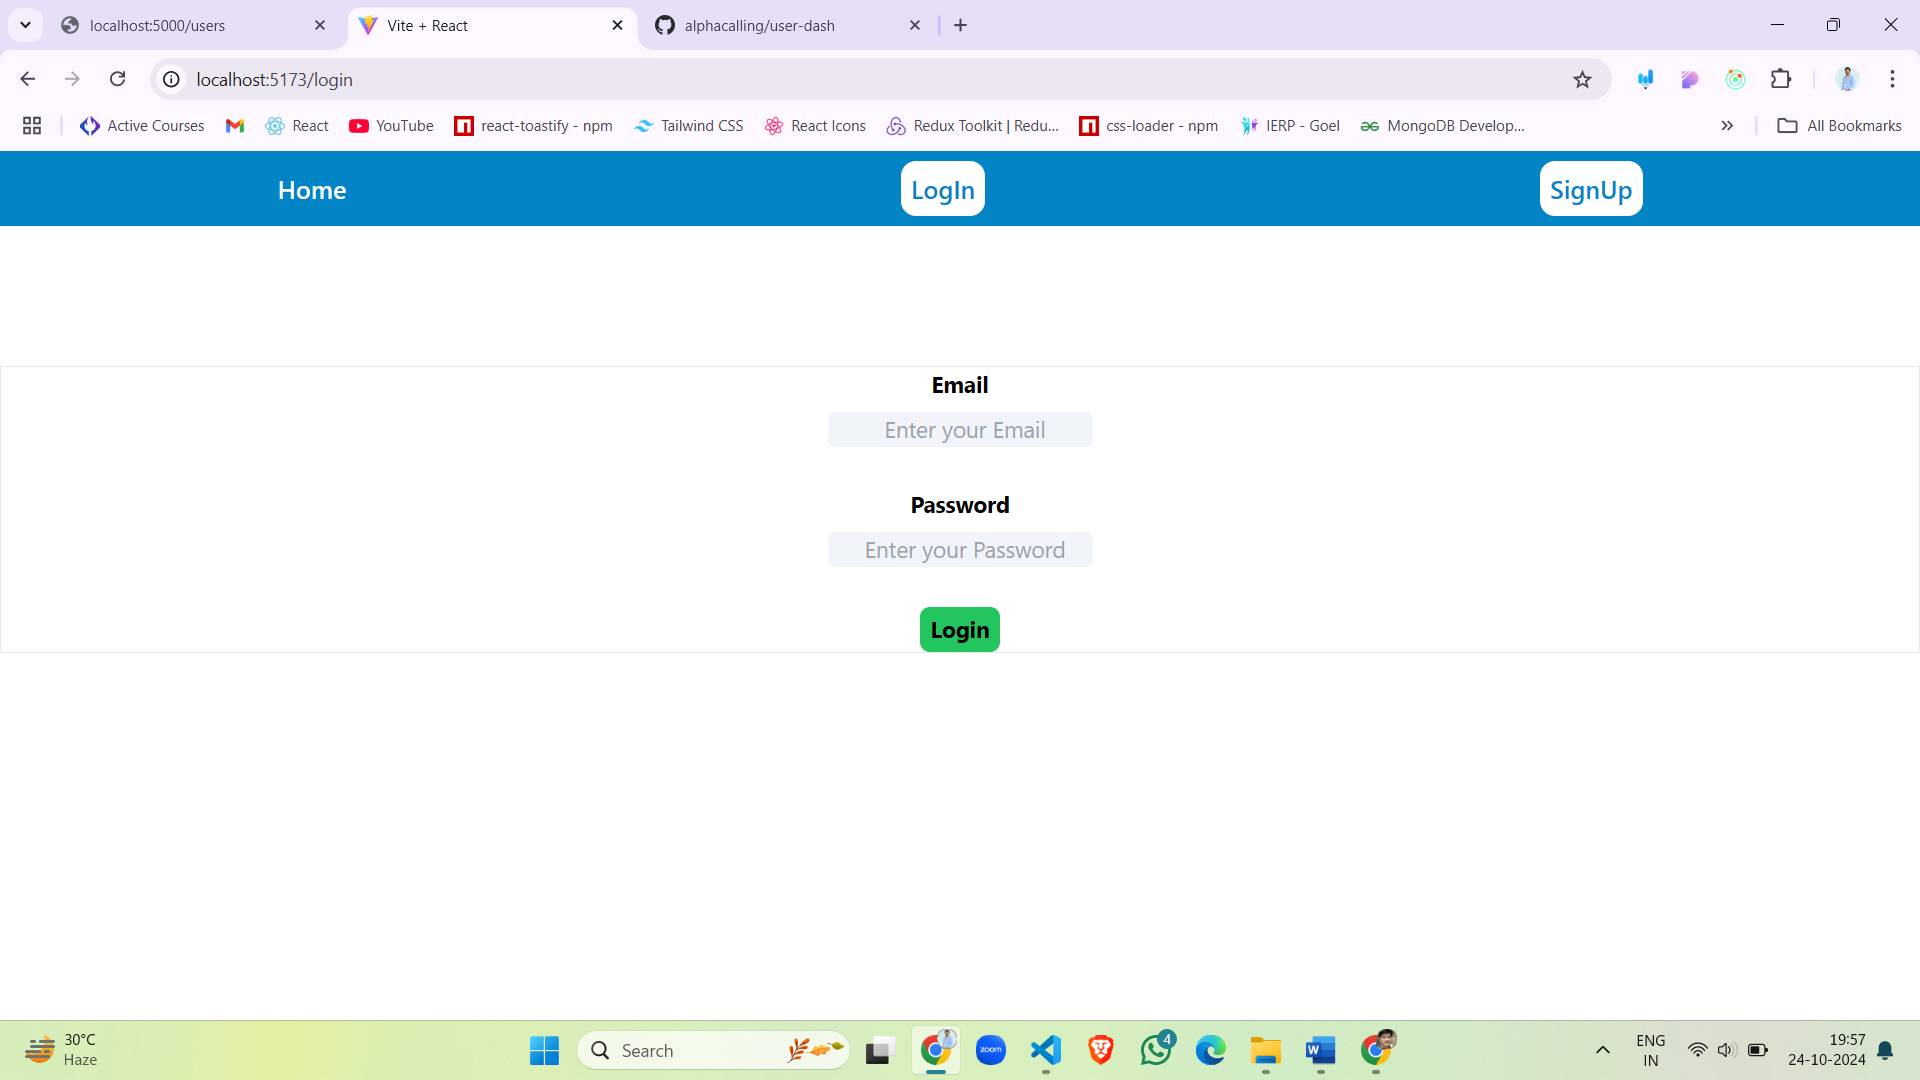 localhost:5000/users
Vite + React
alphacalling/user-dash
localhost:5173/login
Active Courses
React
YouTube
react-toastify - npm
Tailwind CSS
React Icons
Redux Toolkit | Redu...
css-loader - npm
IERP - Goel
MongoDB Develop...
All Bookmarks
Home
LogIn
SignUp
Email
Enter your Email
Password
Enter your Password
Login
30°C
Haze
Search
zoom
4
W
ENG
IN
19:57
24-10-2024